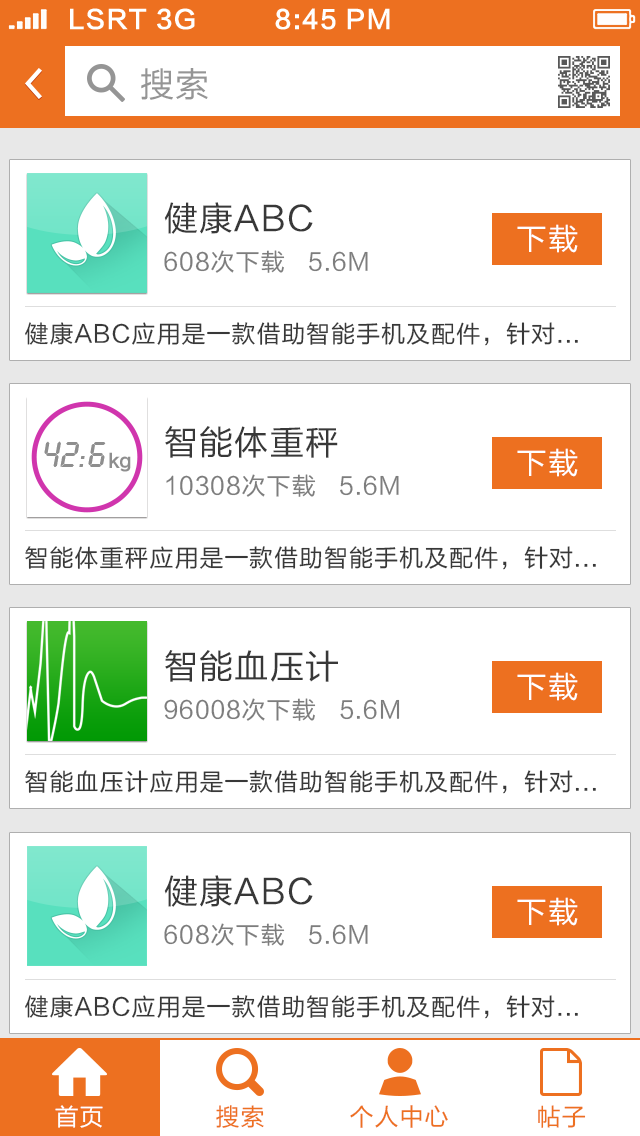 LSRT 3G 8:45 PM
搜索
健康ABC
608次下载 5.6M
下载
健康ABC应用是一款借助智能手机及配件，针对...
42:6kg
智能体重秤
10308次下载 5.6M
下载
智能体重秤应用是一款借助智能手机及配件，针对...
智能血压计
96008次下载 5.6M
下载
智能血压计应用是一款借助智能手机及配件，针对...
健康ABC
608次下载 5.6M
下载
健康ABC应用是一款借助智能手机及配件，针对...
首页 搜索 个人中心 帖子